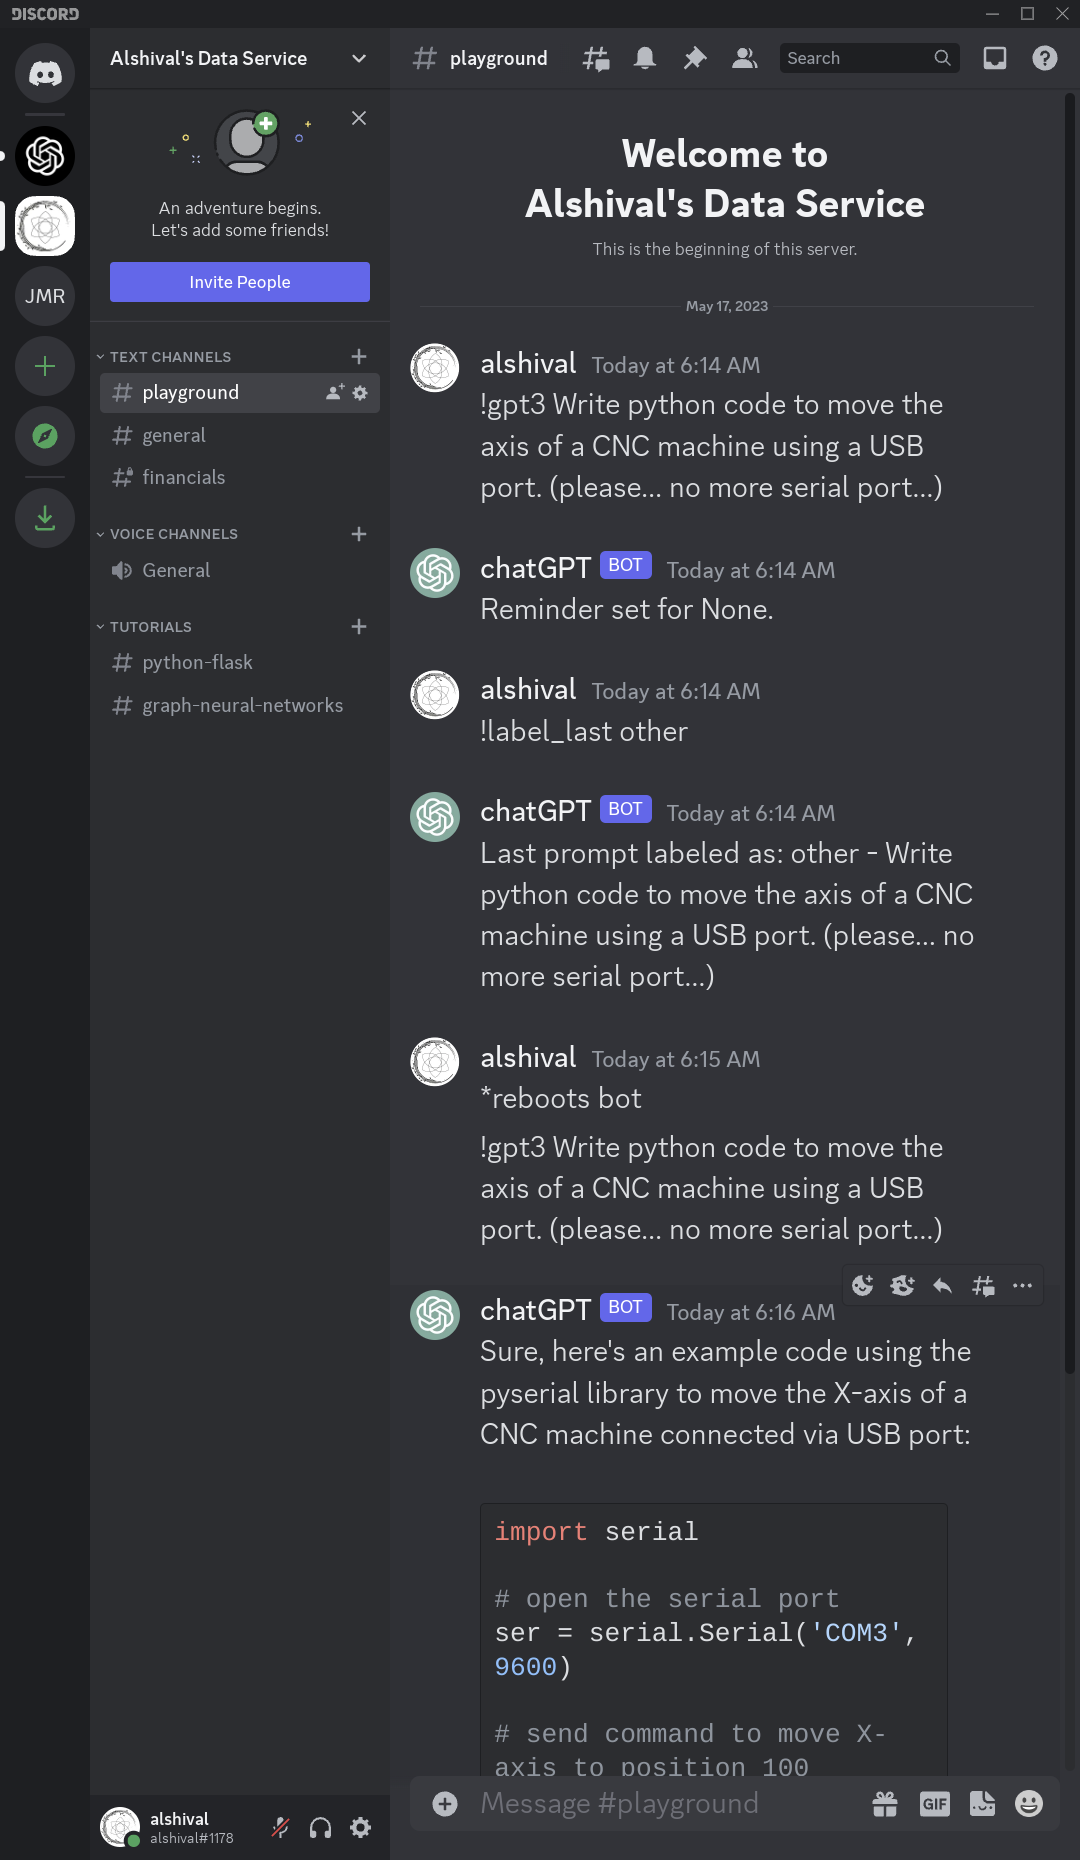 DISCORD
Alshival's Data Service
playground
Search
JMR
An adventure begins.
Let's add some friends!
Invite People
TEXT CHANNELS
playground
general
financials
VOICE CHANNELS
General
TUTORIALS
python-flask
graph-neural-networks
Welcome to
Alshival's Data Service
This is the beginning of this server.
May 17, 2023
alshival Today at 6:14 AM
!gpt3 Write python code to move the
axis of a CNC machine using a USB
port. (please... no more serial port...)
chatGPT BOT Today at 6:14 AM
Reminder set for None.
alshival Today at 6:14 AM
!label_last other
chatGPT BOT Today at 6:14 AM
Last prompt labeled as: other - Write
python code to move the axis of a CNC
machine using a USB port. (please... no
more serial port...)
alshival Today at 6:15 AM
*reboots bot
!gpt3 Write python code to move the
axis of a CNC machine using a USB
port. (please... no more serial port...)
chatGPT BOT Today at 6:16 AM
Sure, here's an example code using the
pyserial library to move the X-axis of a
CNC machine connected via USB port:
import serial
# open the serial port
ser = serial.Serial('COM3',
9600)
# send command to move X-
axis to position 100
Message #playground
GIF
alshival
alshival#1178